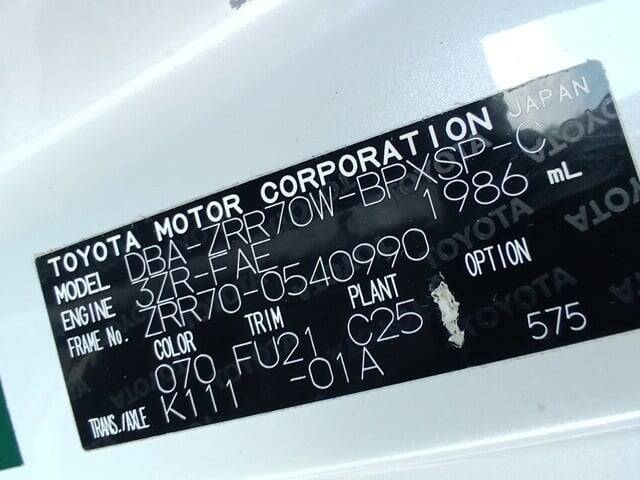 TOYOTA MOTOR CORPORATION JAPAN
MODEL DBA-ZRR70W-BPXSP-C
ENGINE 3ZR-FAE 1986 mL
FRAME No. ZRR70-0540990
COLOR TRIM PLANT OPTION
070 FU21 C25 575
TRANS./AXLE K111 -01A